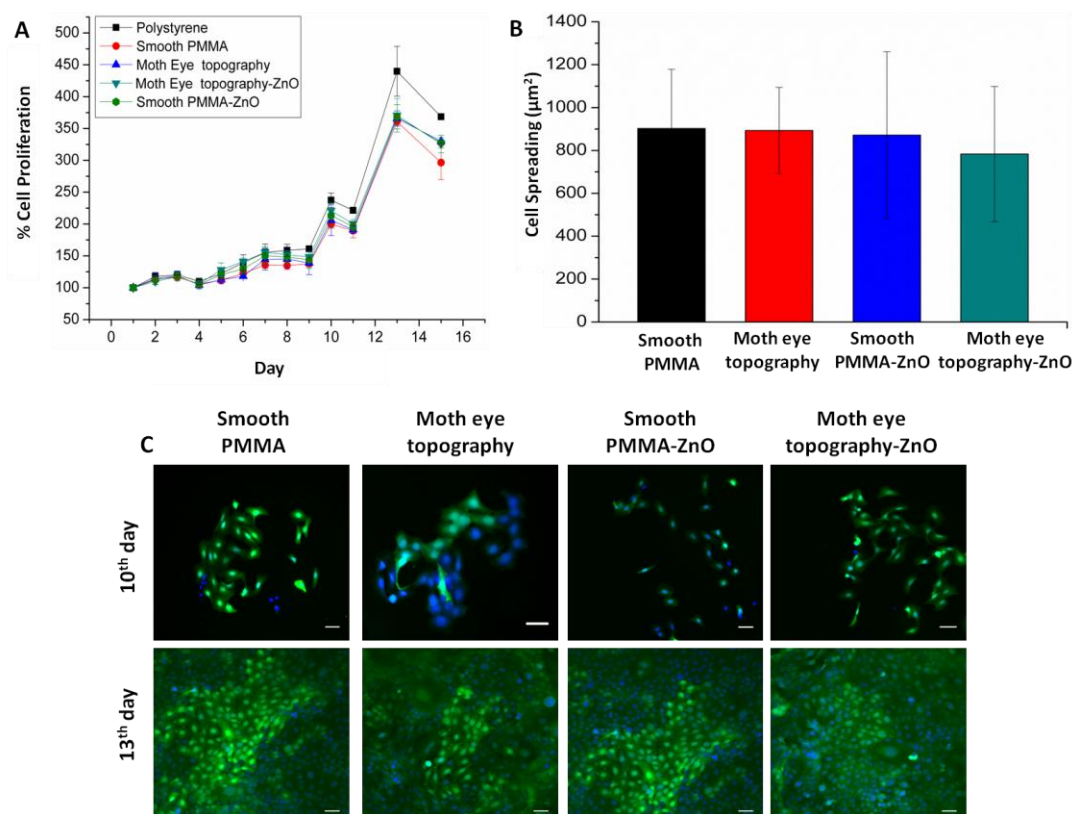 A
500
450
400
350
300
250
200
150
100
50
% Cell Proliferation
Polystyrene
Smooth PMMA
Moth Eye topography
Moth Eye topography-ZnO
Smooth PMMA-ZnO
0 2 4 6 8 10 12 14 16
Day
B
1400
1200
1000
800
600
400
200
0
Cell Spreading (μm²)
Smooth PMMA
Moth eye topography
Smooth PMMA-ZnO
Moth eye topography-ZnO
C
Smooth PMMA
Moth eye topography
Smooth PMMA-ZnO
Moth eye topography-ZnO
10th day
13th day